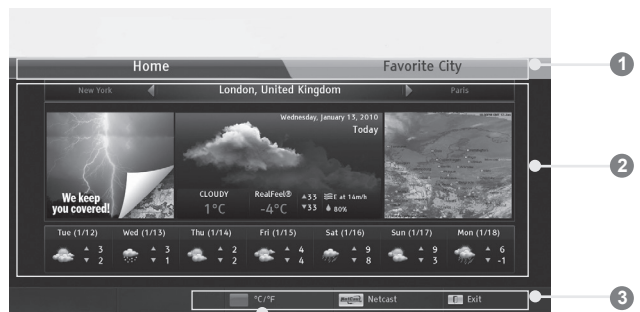 Home Favorite City
1
New York London, United Kingdom Paris
Wednesday, January 13, 2010
Today
We keep
you covered!
CLOUDY
1°C
RealFeel®
-4°C
▲33 E at 14m/h
▼33 80%
2
Tue (1/12) Wed (1/13) Thu (1/14) Fri (1/15) Sat (1/16) Sun (1/17) Mon (1/18)
▲ 3 ▲ 3 ▲ 2 ▲ 4 ▲ 9 ▲ 9 ▲ 6
▼ 2 ▼ 1 ▼ 2 ▼ 4 ▼ 8 ▼ 3 ▼ -1
°C/°F NetCast Netcast E Exit
3